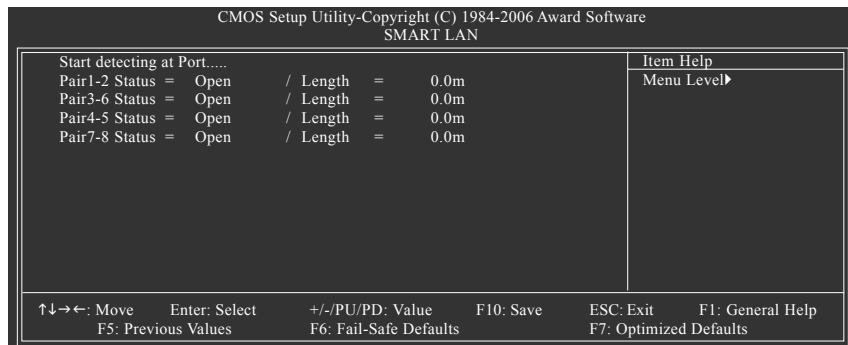 CMOS Setup Utility-Copyright (C) 1984-2006 Award Software
SMART LAN
Start detecting at Port.....
Pair1-2 Status = Open / Length = 0.0m
Pair3-6 Status = Open / Length = 0.0m
Pair4-5 Status = Open / Length = 0.0m
Pair7-8 Status = Open / Length = 0.0m
Item Help
Menu Level▶
↑↓→←: Move Enter: Select +/-/PU/PD: Value F10: Save ESC: Exit F1: General Help
F5: Previous Values F6: Fail-Safe Defaults F7: Optimized Defaults